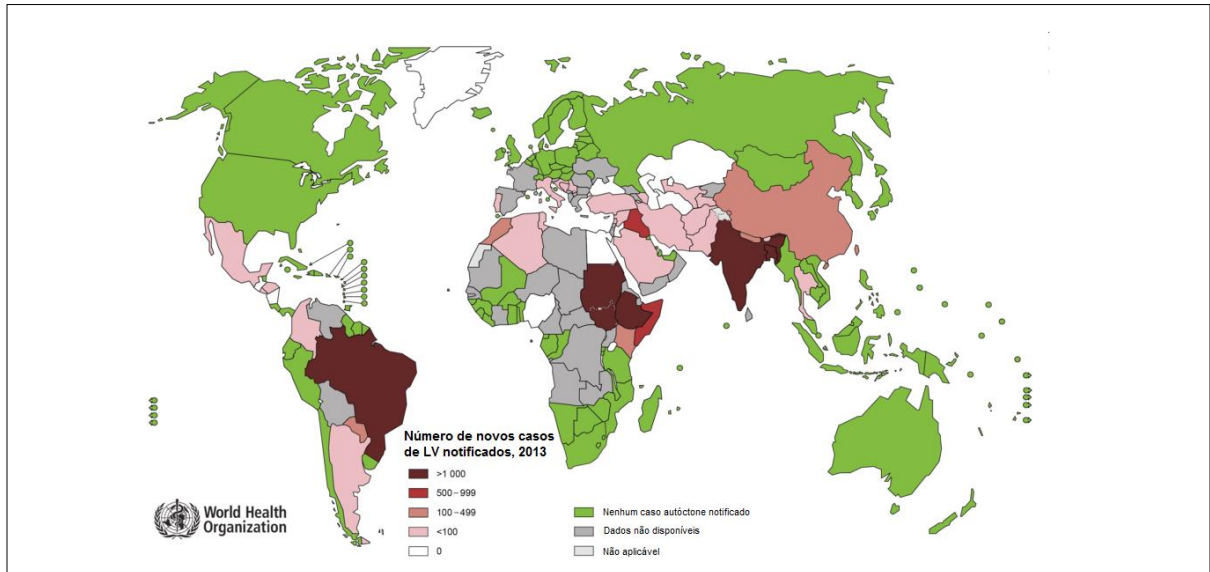 Número de novos casos
de LV notificados, 2013
>1 000
500–999
100–499
<100
0
Nenhum caso autóctone notificado
Dados não disponíveis
Não aplicável
World Health
Organization